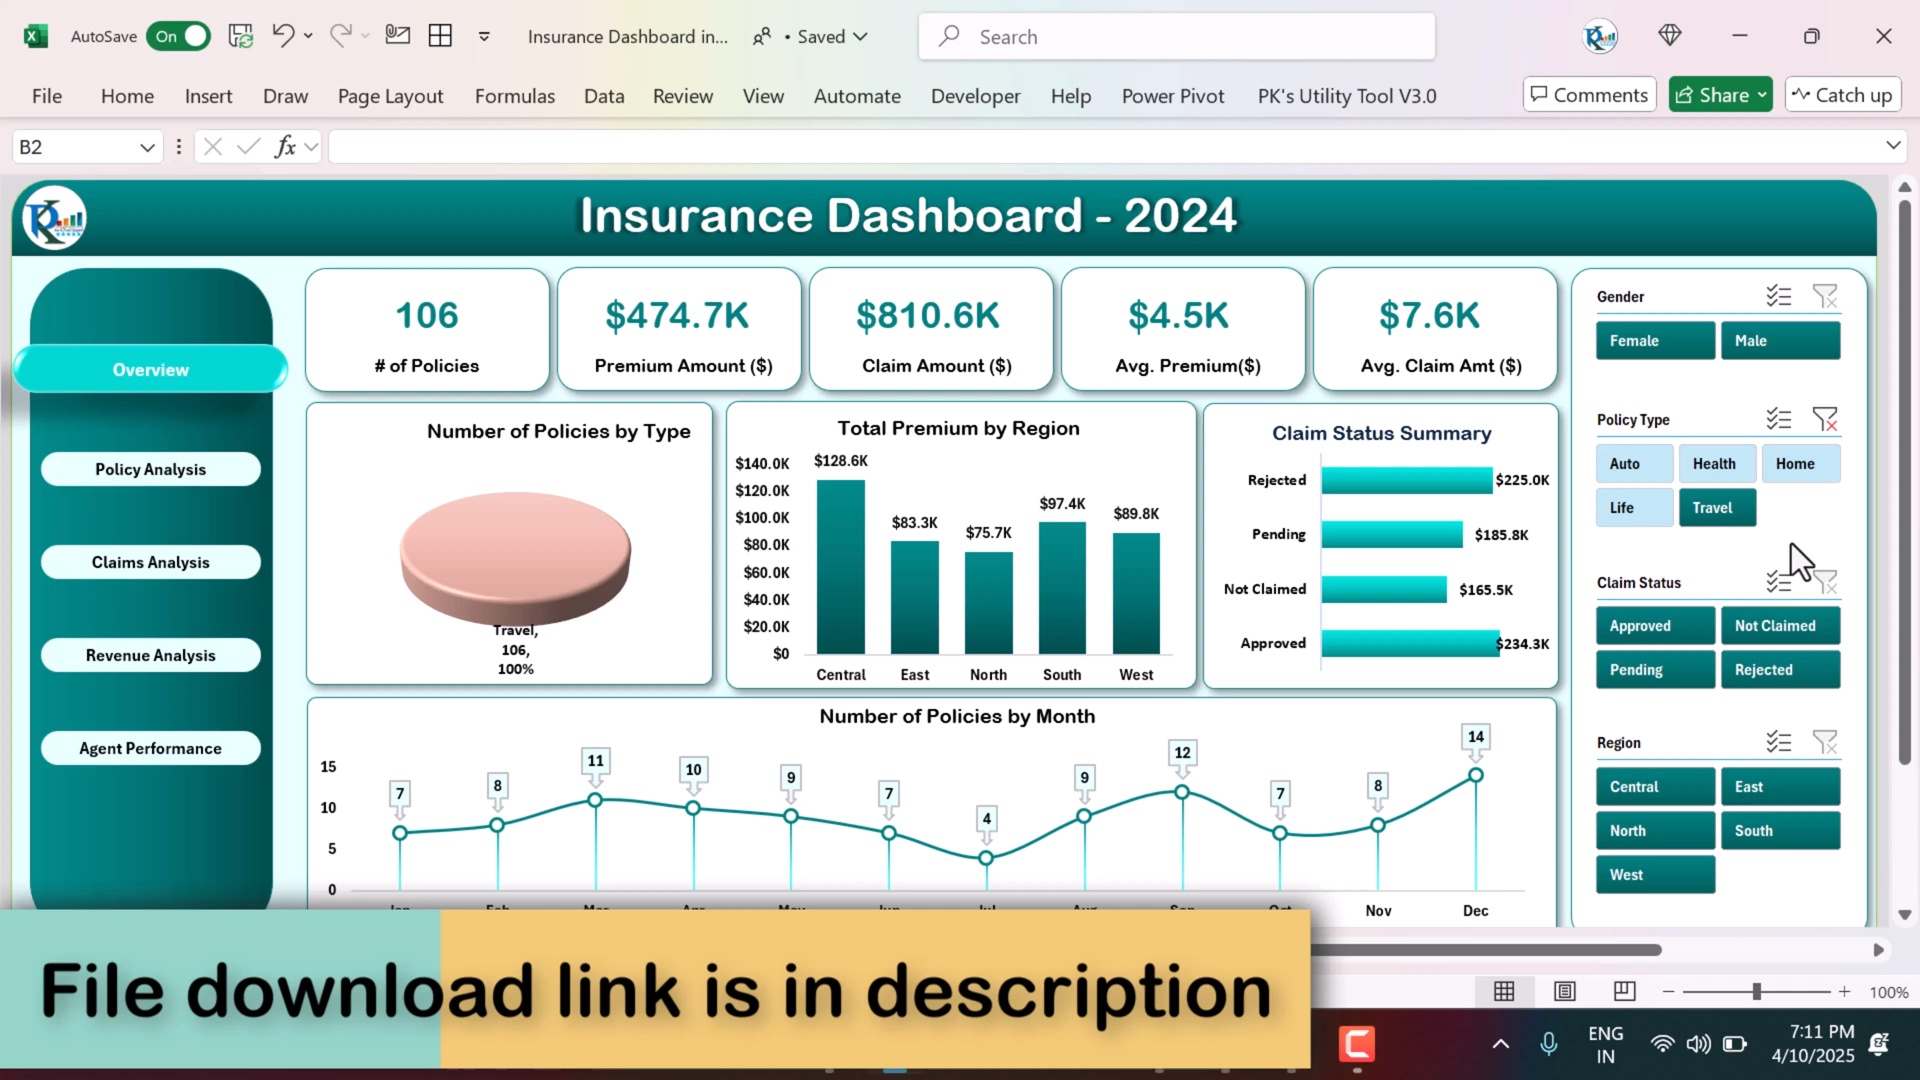 AutoSave On Insurance Dashboard in... • Saved Search
File Home Insert Draw Page Layout Formulas Data Review View Automate Developer Help Power Pivot PK's Utility Tool V3.0 Comments Share Catch up
B2 fx
Insurance Dashboard - 2024
Overview
Policy Analysis
Claims Analysis
Revenue Analysis
Agent Performance
106
# of Policies
$474.7K
Premium Amount ($)
$810.6K
Claim Amount ($)
$4.5K
Avg. Premium($)
$7.6K
Avg. Claim Amt ($)
Number of Policies by Type
Travel,
106,
100%
Total Premium by Region
$140.0K
$120.0K
$100.0K
$80.0K
$60.0K
$40.0K
$20.0K
$0
$128.6K
$83.3K
$75.7K
$97.4K
$89.8K
Central East North South West
Claim Status Summary
Rejected $225.0K
Pending $185.8K
Not Claimed $165.5K
Approved $234.3K
Number of Policies by Month
15
10
5
0
7 8 11 10 9 7 4 9 12 7 8 14
Nov Dec
Gender
Female Male
Policy Type
Auto Health Home
Life Travel
Claim Status
Approved Not Claimed
Pending Rejected
Region
Central East
North South
West
File download link is in description
100%
ENG
IN
7:11 PM
4/10/2025